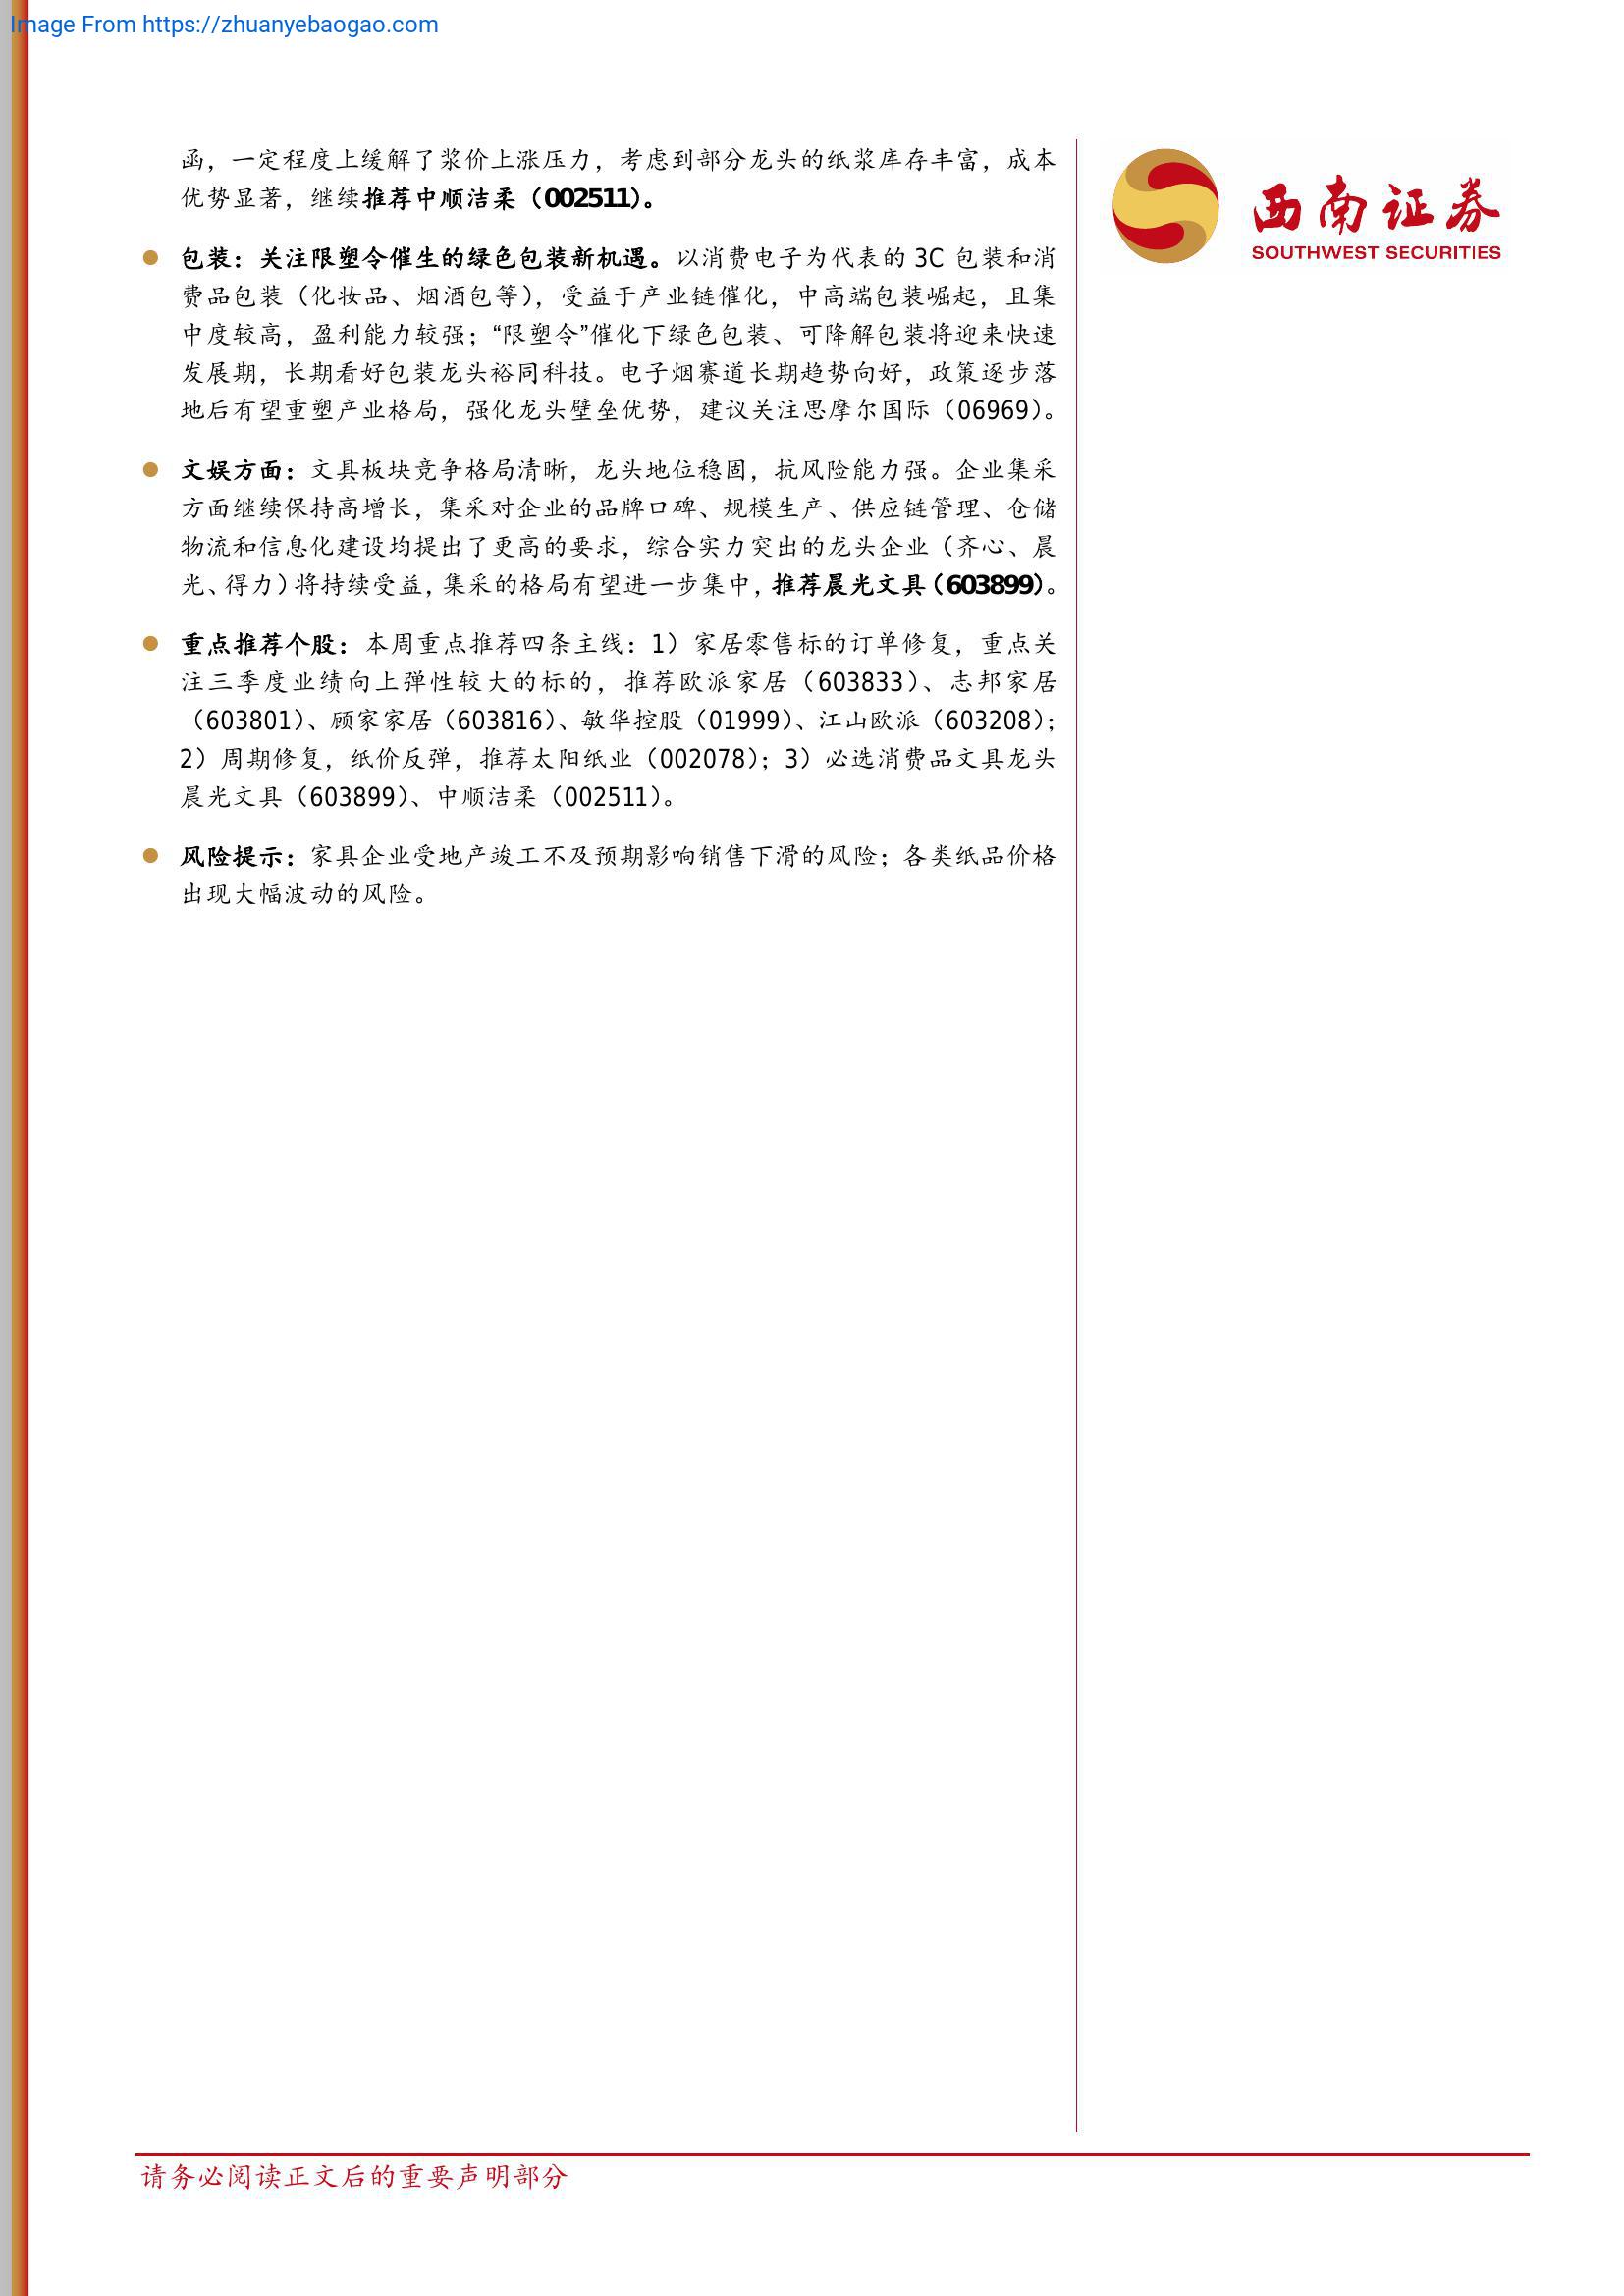 Image From https://zhuanyebaogao.com
函，一定程度上缓解了浆价上涨压力，考虑到部分龙头的纸浆库存丰富，成本
优势显著，继续推荐中顺洁柔（002511）。
西南证券
SOUTHWEST SECURITIES
包装：关注限塑令催生的绿色包装新机遇。以消费电子为代表的 3C 包装和消
费品包装（化妆品、烟酒包等），受益于产业链催化，中高端包装崛起，且集
中度较高，盈利能力较强；“限塑令”催化下绿色包装、可降解包装将迎来快速
发展期，长期看好包装龙头裕同科技。电子烟赛道长期趋势向好，政策逐步落
地后有望重塑产业格局，强化龙头壁垒优势，建议关注思摩尔国际（06969）。
文娱方面：文具板块竞争格局清晰，龙头地位稳固，抗风险能力强。企业集采
方面继续保持高增长，集采对企业的品牌口碑、规模生产、供应链管理、仓储
物流和信息化建设均提出了更高的要求，综合实力突出的龙头企业（齐心、晨
光、得力）将持续受益，集采的格局有望进一步集中，推荐晨光文具（603899）。
重点推荐个股：本周重点推荐四条主线：1）家居零售标的订单修复，重点关
注三季度业绩向上弹性较大的标的，推荐欧派家居（603833）、志邦家居
（603801）、顾家家居（603816）、敏华控股（01999）、江山欧派（603208）；
2）周期修复，纸价反弹，推荐太阳纸业（002078）；3）必选消费品文具龙头
晨光文具（603899）、中顺洁柔（002511）。
风险提示：家具企业受地产竣工不及预期影响销售下滑的风险；各类纸品价格
出现大幅波动的风险。
请务必阅读正文后的重要声明部分